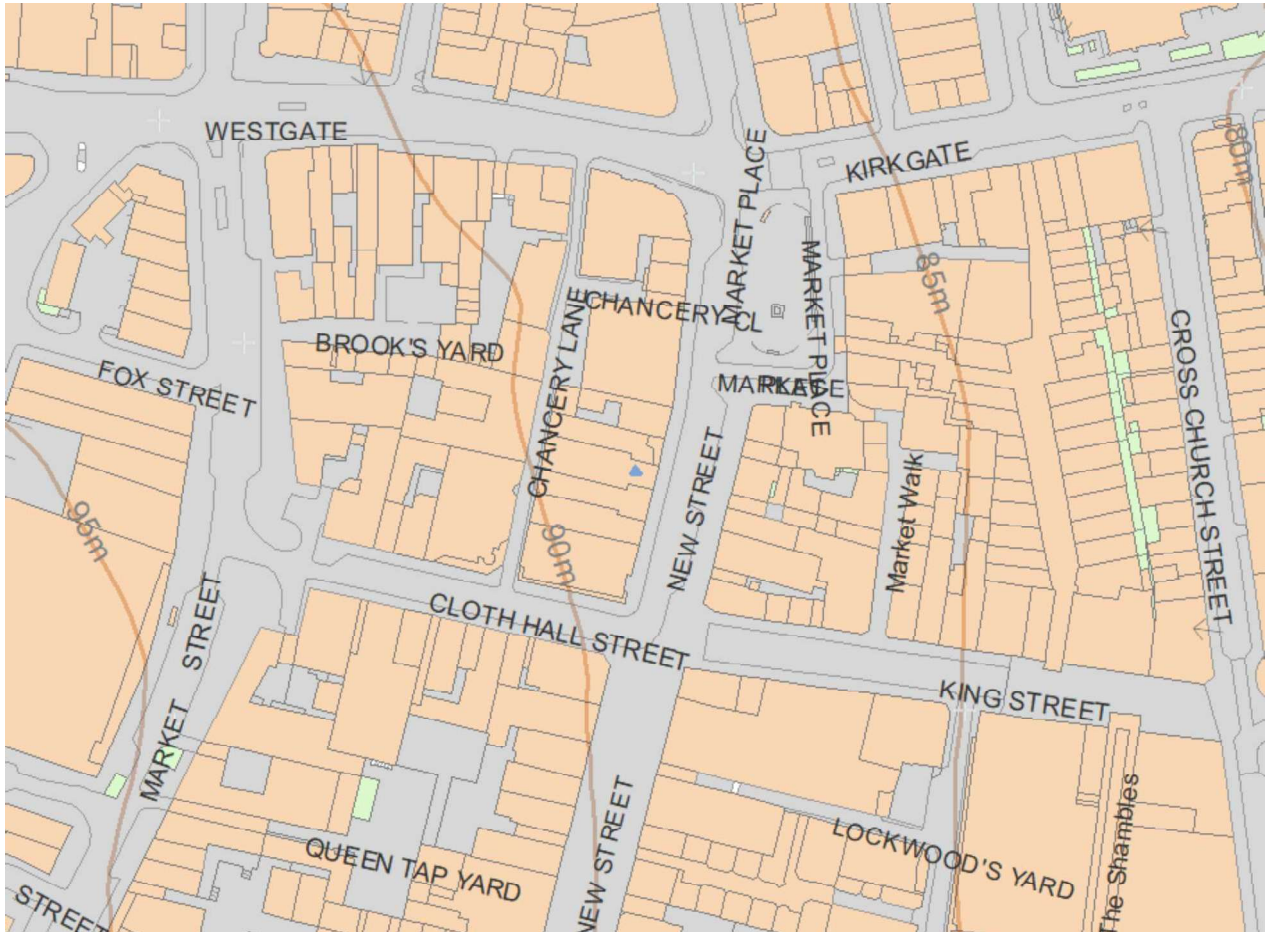 WESTGATE
MARKET PLACE
KIRKGATE
80m
85m
MARKET PLACE
CHANCERY CL
BROOK'S YARD
CHANCERY LANE
FOX STREET
MARKET PLACE
CROSS CHURCH STREET
NEW STREET
Market Walk
95m
90m
CLOTH HALL STREET
MARKET STREET
KING STREET
NEW STREET
QUEEN TAP YARD
LOCKWOOD'S YARD
The Shambles
STREET